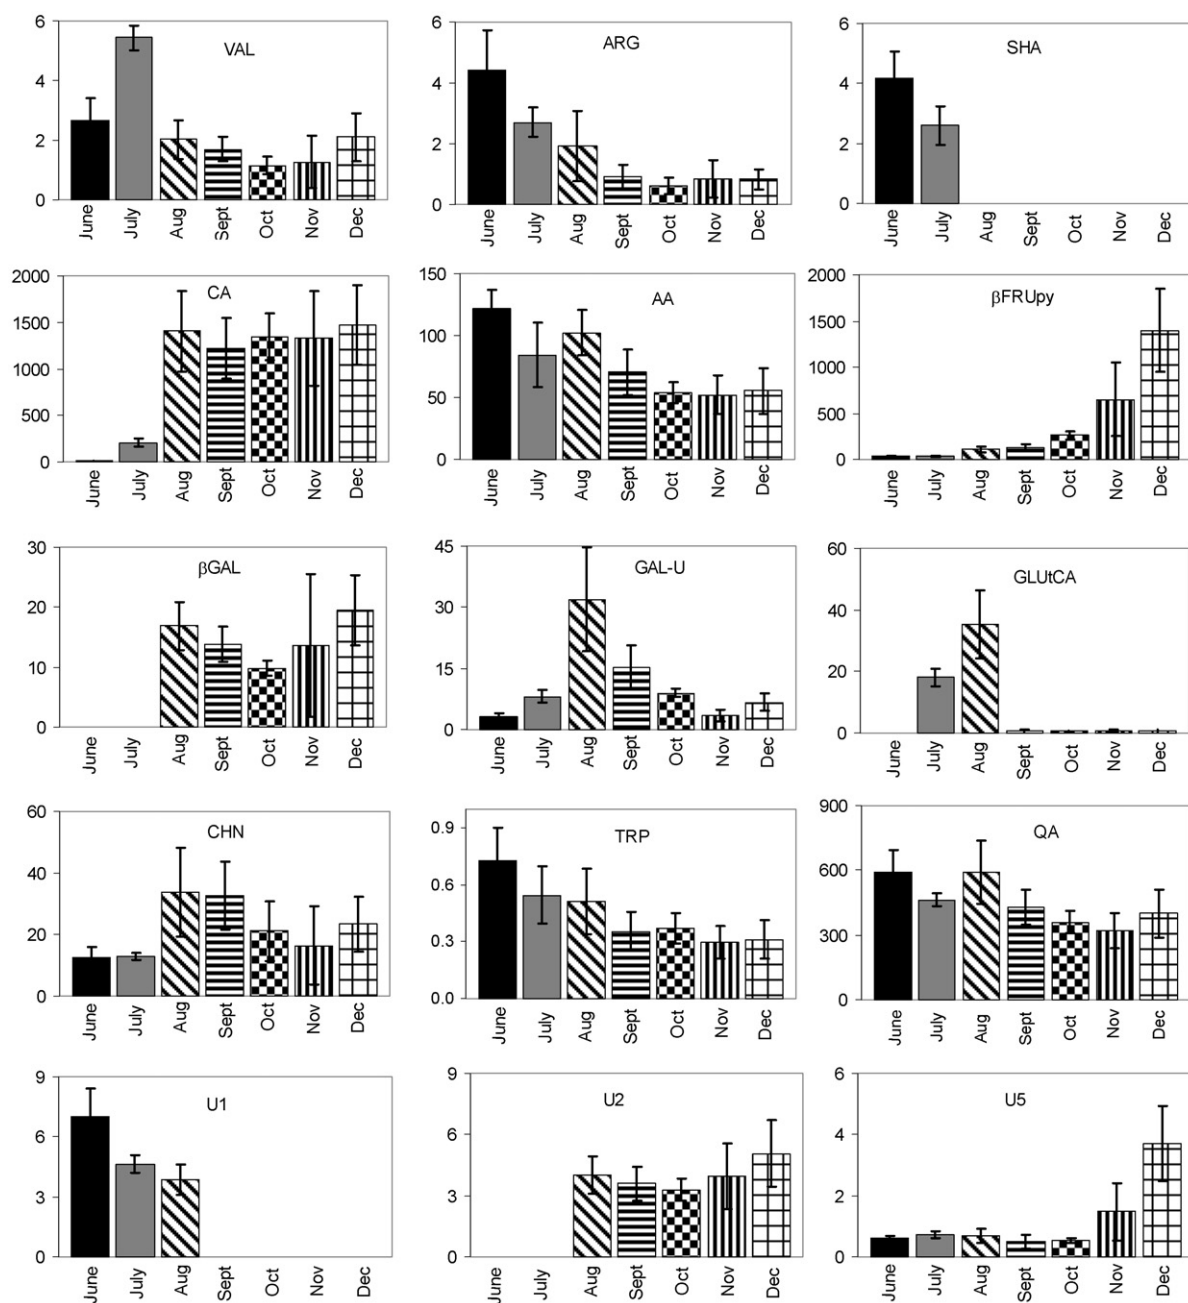 VAL
6
4
2
0
June July Aug Sept Oct Nov Dec
ARG
6
4
2
0
June July Aug Sept Oct Nov Dec
SHA
6
4
2
0
June July Aug Sept Oct Nov Dec
CA
2000
1500
1000
500
0
June July Aug Sept Oct Nov Dec
AA
150
100
50
0
June July Aug Sept Oct Nov Dec
βFRUpy
2000
1500
1000
500
0
June July Aug Sept Oct Nov Dec
βGAL
30
20
10
0
June July Aug Sept Oct Nov Dec
GAL-U
45
30
15
0
June July Aug Sept Oct Nov Dec
GLUtCA
60
40
20
0
June July Aug Sept Oct Nov Dec
CHN
60
40
20
0
June July Aug Sept Oct Nov Dec
TRP
0.9
0.6
0.3
0.0
June July Aug Sept Oct Nov Dec
QA
900
600
300
0
June July Aug Sept Oct Nov Dec
U1
9
6
3
0
June July Aug Sept Oct Nov Dec
U2
9
6
3
0
June July Aug Sept Oct Nov Dec
U5
6
4
2
0
June July Aug Sept Oct Nov Dec